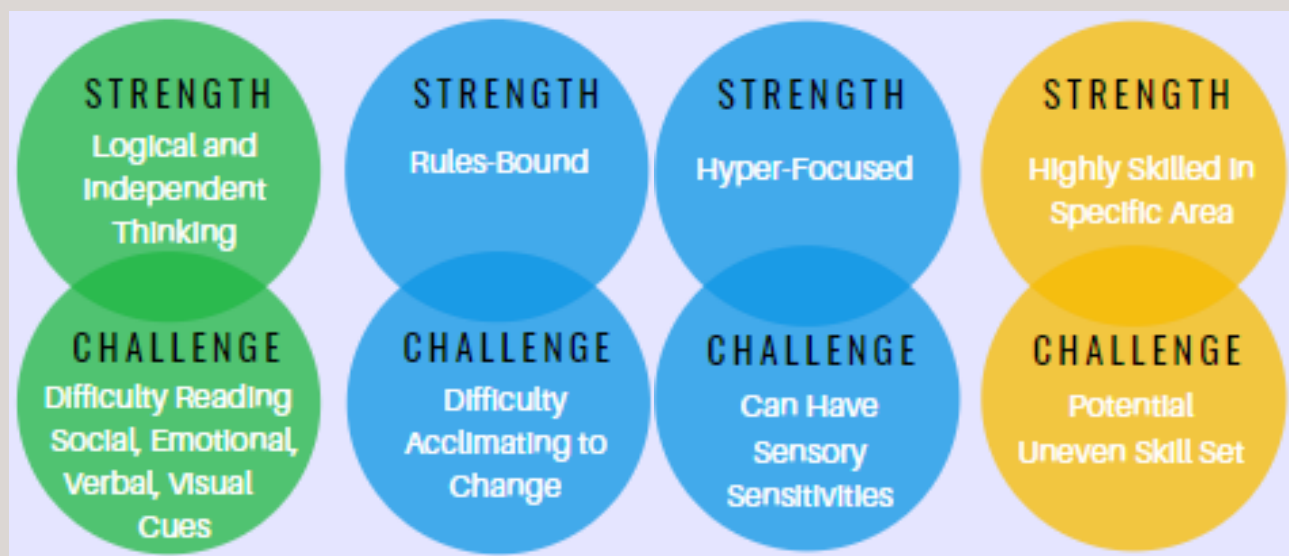 STRENGTH
Logical and
Independent
Thinking
CHALLENGE
Difficulty Reading
Social, Emotional,
Verbal, Visual
Cues
STRENGTH
Rules-Bound
CHALLENGE
Difficulty
Acclimating to
Change
STRENGTH
Hyper-Focused
CHALLENGE
Can Have
Sensory
Sensitivities
STRENGTH
Highly Skilled in
Specific Area
CHALLENGE
Potential
Uneven Skill Set